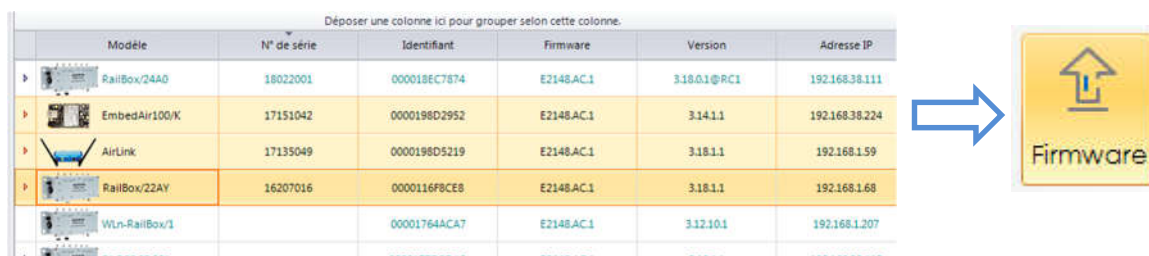 Déposer une colonne ici pour grouper selon cette colonne.
Modèle N° de série Identifiant Firmware Version Adresse IP
RailBox/24A0 18022001 000018EC7874 E2148.AC.1 3.18.0.1@RC1 192.168.38.111
EmbedAir100/K 17151042 0000198D2952 E2148.AC.1 3.14.1.1 192.168.38.224
AirLink 17135049 0000198D5219 E2148.AC.1 3.18.1.1 192.168.1.59
RailBox/22AY 16207016 0000116F8CE8 E2148.AC.1 3.18.1.1 192.168.1.68
WLn-RailBox/1 00001764ACA7 E2148.AC.1 3.12.10.1 192.168.1.207
Firmware